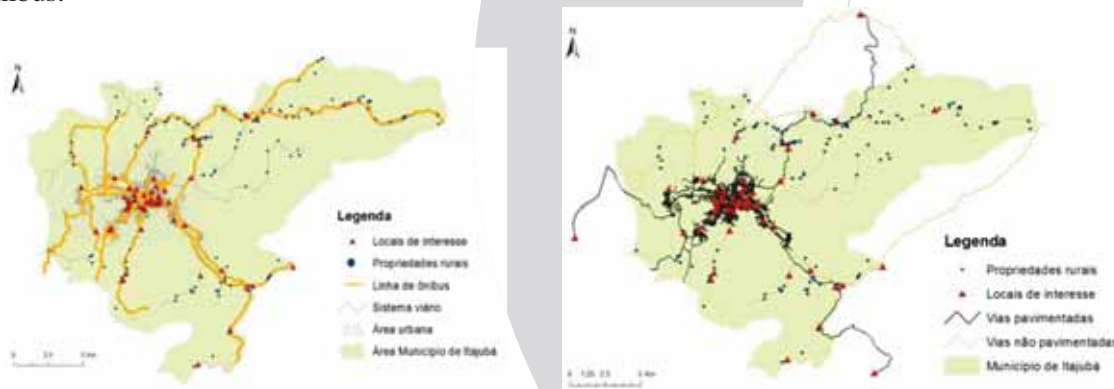 N
Legenda
Locais de Interesse
Propriedades rurais
Linha de ônibus
Sistema viário
Área urbana
Área Município de Itajubá
N
Legenda
Propriedades rurais
Locais de interesse
Vias pavimentadas
Vias não pavimentadas
Município de Itajubá